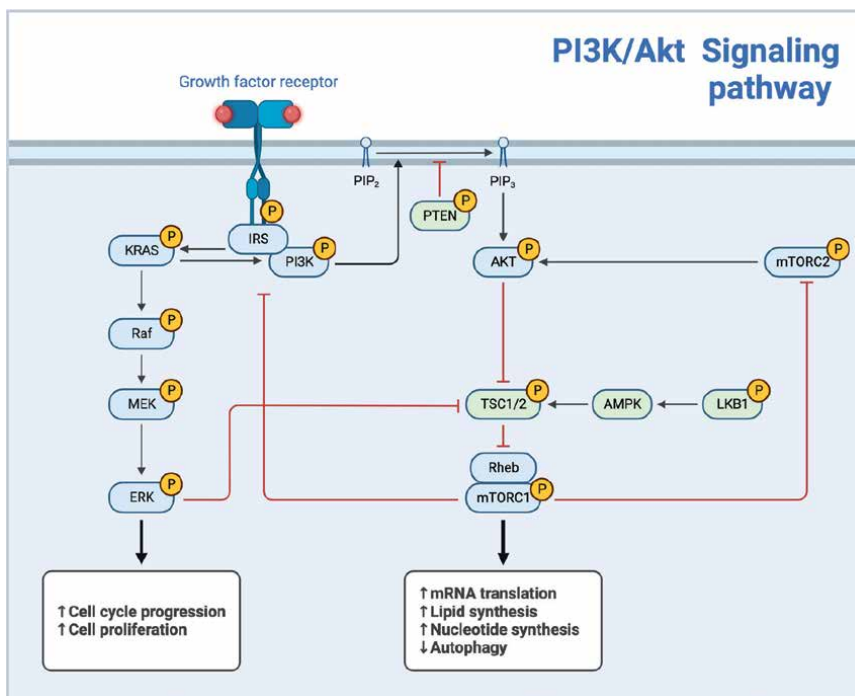 PI3K/Akt Signaling
pathway
Growth factor receptor
PIP2
PIP3
P
PTEN
P
IRS
P
KRAS
P
PI3K
P
AKT
P
mTORC2
P
Raf
P
MEK
P
TSC1/2
AMPK
P
LKB1
Rheb
P
ERK
P
mTORC1
↑Cell cycle progression
↑Cell proliferation
↑mRNA translation
↑Lipid synthesis
↑Nucleotide synthesis
↓Autophagy